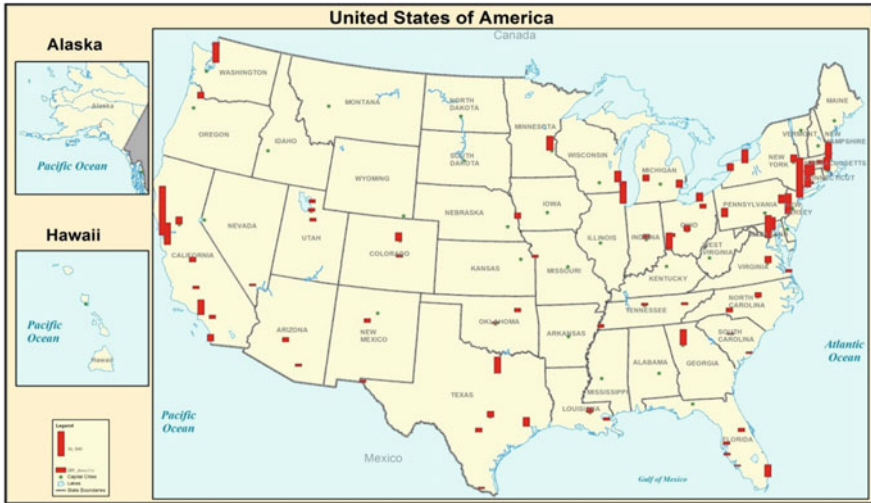 United States of America
Canada
Alaska
Alaska
Pacific Ocean
Hawaii
Pacific
Ocean
Hawaii
WASHINGTON
OREGON
IDAHO
MONTANA
NORTH
DAKOTA
SOUTH
DAKOTA
MINNESOTA
WISCONSIN
MICHIGAN
WYOMING
NEBRASKA
IOWA
NEVADA
UTAH
COLORADO
CALIFORNIA
KANSAS
MISSOURI
ILLINOIS
INDIANA
OHIO
KENTUCKY
WEST
VIRGINIA
VIRGINIA
PENNSYLVANIA
NEW
YORK
VERMONT
NEW
HAMPSHIRE
MAINE
NORTH
CAROLINA
SOUTH
CAROLINA
TENNESSEE
ARIZONA
NEW
MEXICO
OKLAHOMA
ARKANSAS
TEXAS
LOUISIANA
MISSISSIPPI
ALABAMA
GEORGIA
FLORIDA
Pacific
Ocean
Atlantic
Ocean
Mexico
Gulf of Mexico
Legend
Capital Cities
Lakes
State Boundaries